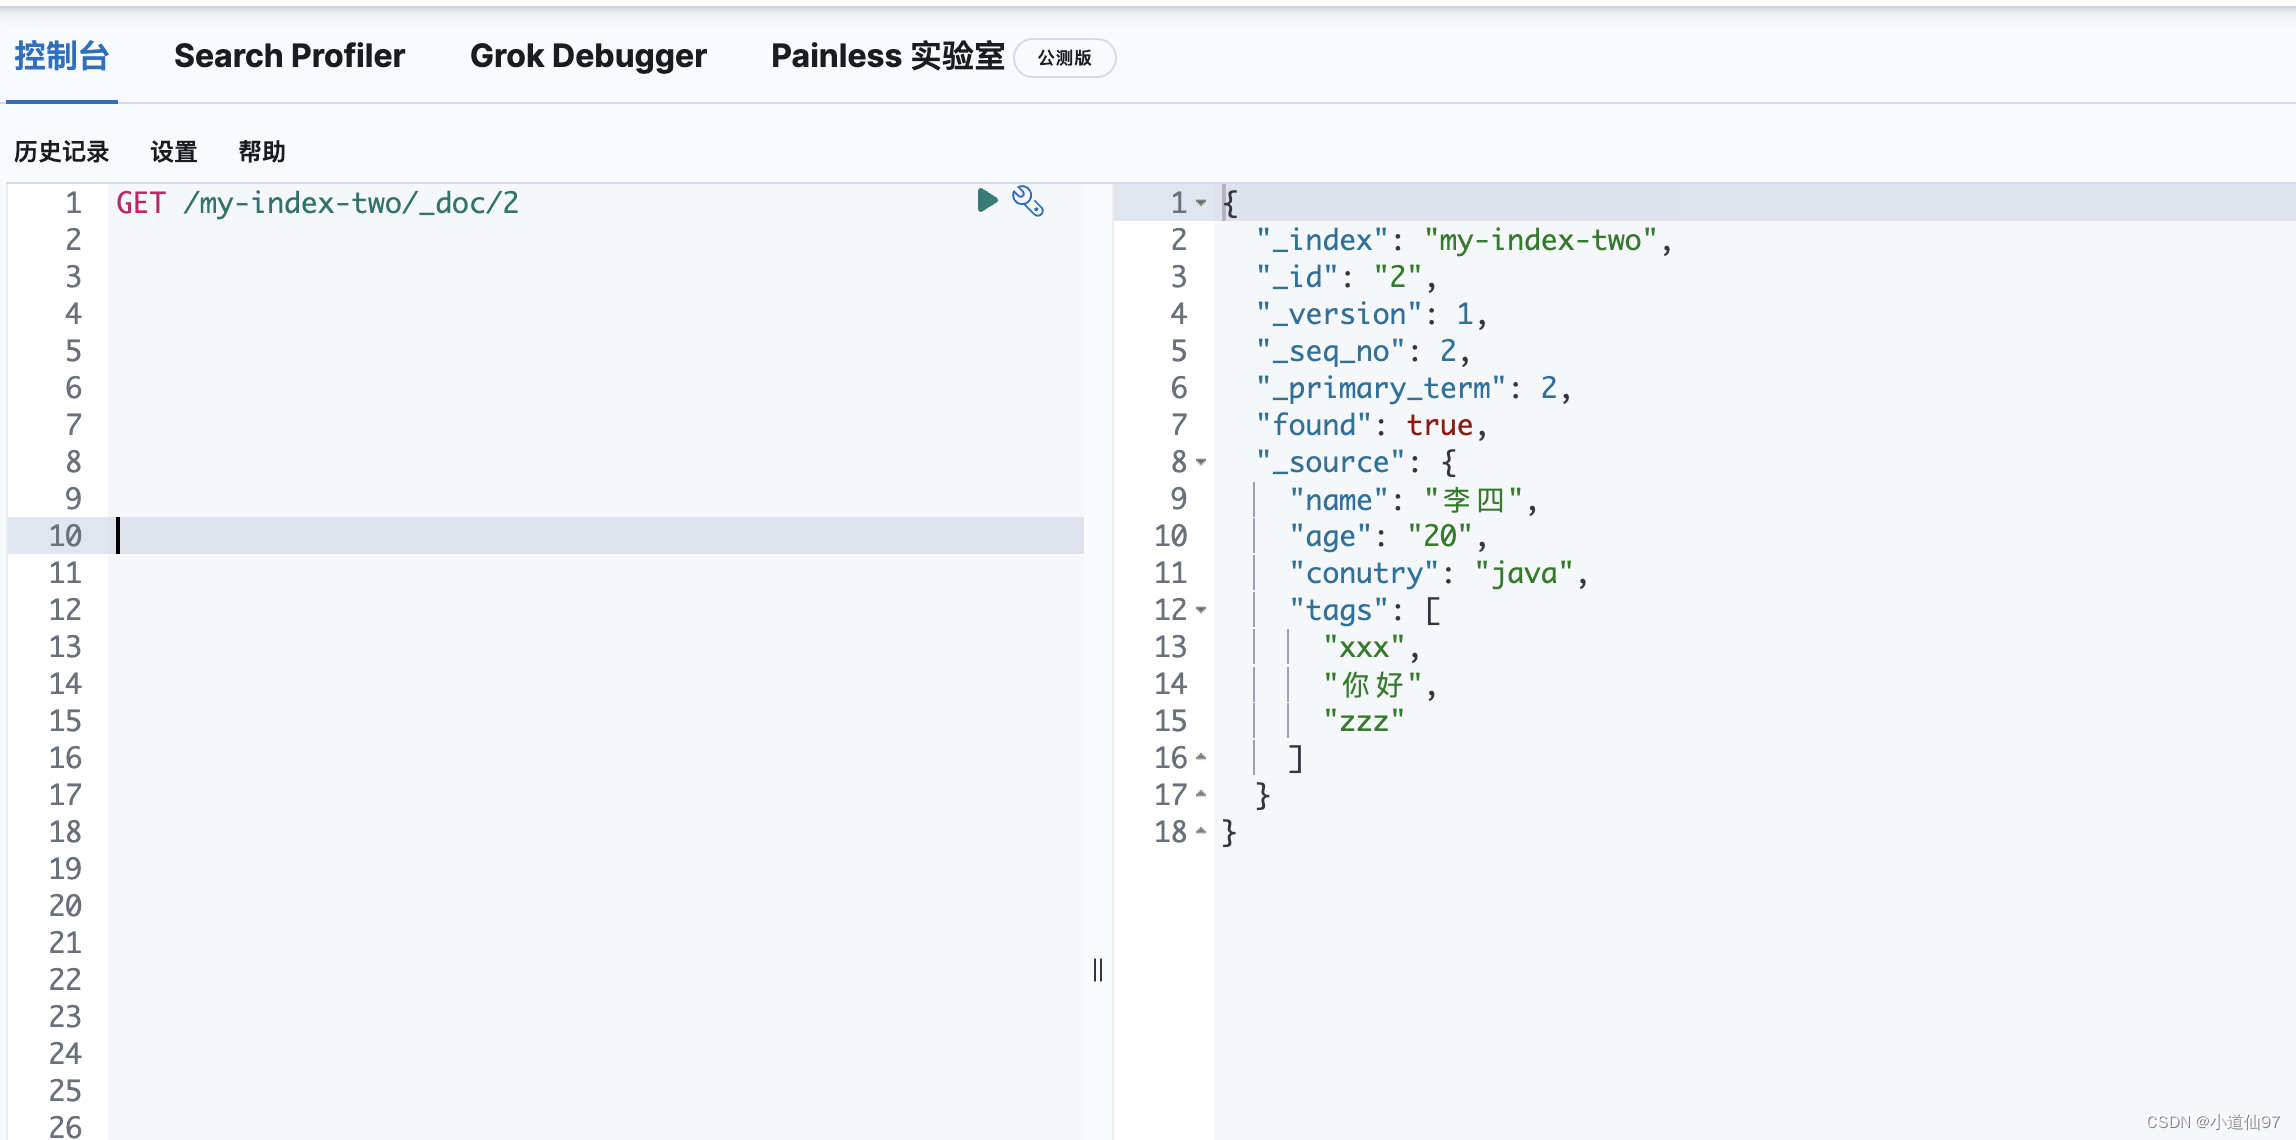 控制台 Search Profiler Grok Debugger Painless 实验室 公测版
历史记录 设置 帮助
1 GET /my-index-two/_doc/2
2
3
4
5
6
7
8
9
10
11
12
13
14
15
16
17
18
19
20
21
22
23
24
25
26
1 {
2 "_index": "my-index-two",
3 "_id": "2",
4 "_version": 1,
5 "_seq_no": 2,
6 "_primary_term": 2,
7 "found": true,
8 "_source": {
9 "name": "李四",
10 "age": "20",
11 "conutry": "java",
12 "tags": [
13 "xxx",
14 "你好",
15 "zzz"
16 ]
17 }
18 }
CSDN @小道仙97